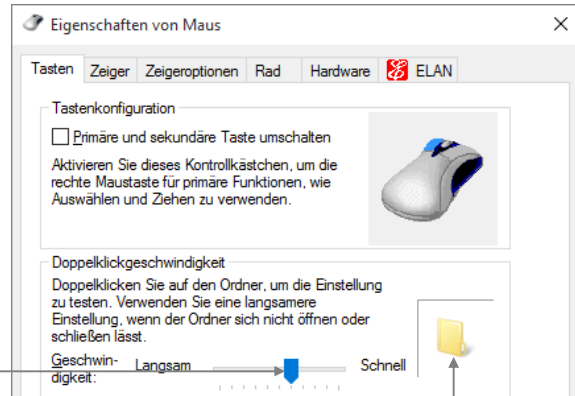 Eigenschaften von Maus
Tasten Zeiger Zeigeroptionen Rad Hardware ELAN
Tastenkonfiguration
Primäre und sekundäre Taste umschalten
Aktivieren Sie dieses Kontrollkästchen, um die
rechte Maustaste für primäre Funktionen, wie
Auswählen und Ziehen zu verwenden.
Doppelklickgeschwindigkeit
Doppelklicken Sie auf den Ordner, um die Einstellung
zu testen. Verwenden Sie eine langsamere
Einstellung, wenn der Ordner sich nicht öffnen oder
schließen lässt.
Geschwin-
digkeit:
Langsam Schnell